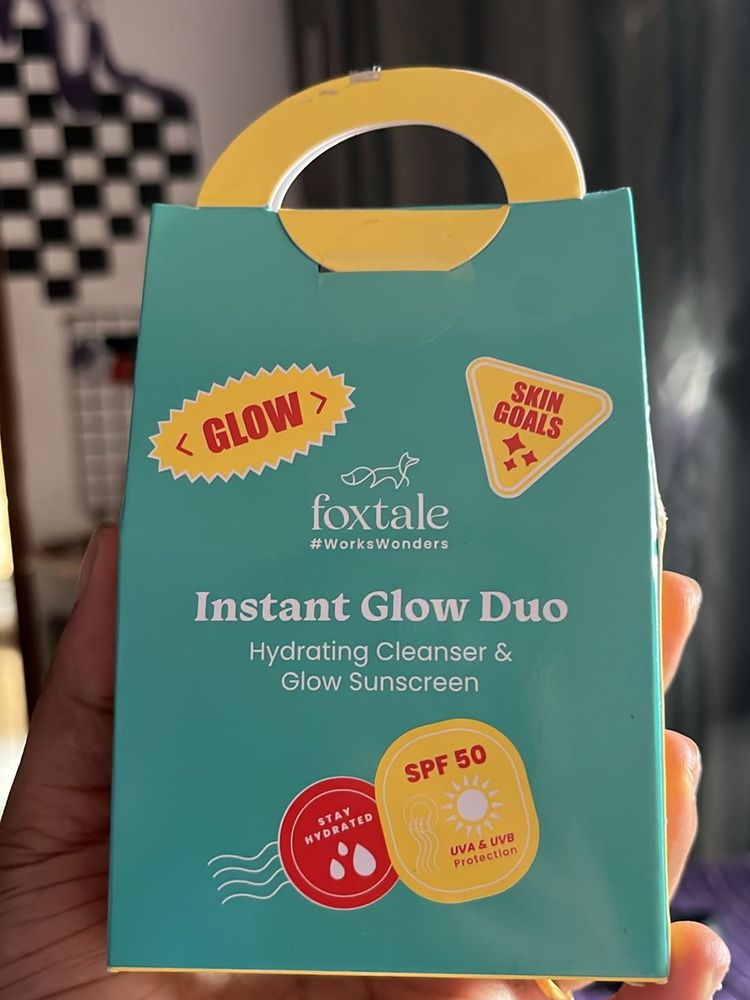 < GLOW >
SKIN
GOALS
foxtale
#WorksWonders
Instant Glow Duo
Hydrating Cleanser &
Glow Sunscreen
STAY
HYDRATED
SPF 50
UVA & UVB
Protection